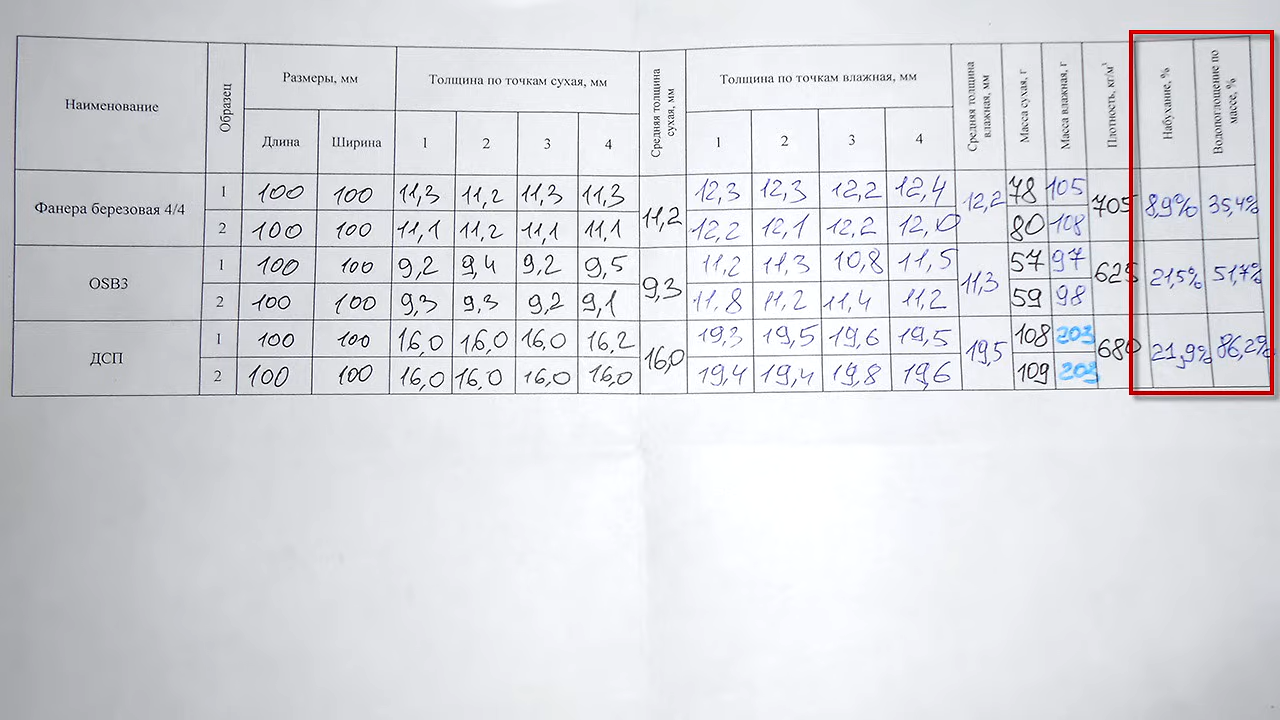 Наименование Образец Размеры, мм Толщина по точкам сухая, мм Средняя толщина сухая, мм Толщина по точкам влажная, мм Средняя толщина влажная, мм Масса сухая, г Масса влажная, г Плотность, кг/м³ Набухание, % Водопоглощение по массе, %
Длина Ширина 1 2 3 4 1 2 3 4
Фанера березовая 4/4 1 100 100 11,3 11,2 11,3 11,3 11,2 12,3 12,3 12,2 12,4 12,2 78 105 705 8,9% 35,4%
2 100 100 11,1 11,2 11,1 11,1 12,2 12,1 12,2 12,0 80 108
OSB3 1 100 100 9,2 9,4 9,2 9,5 9,3 11,2 11,3 10,8 11,5 11,3 57 97 625 21,5% 51,7%
2 100 100 9,3 9,3 9,2 9,1 11,8 11,2 11,4 11,2 59 98
ДСП 1 100 100 16,0 16,0 16,0 16,2 16,0 19,3 19,5 19,6 19,5 19,5 108 203 680 21,9% 86,2%
2 100 100 16,0 16,0 16,0 16,0 19,4 19,4 19,8 19,6 109 203